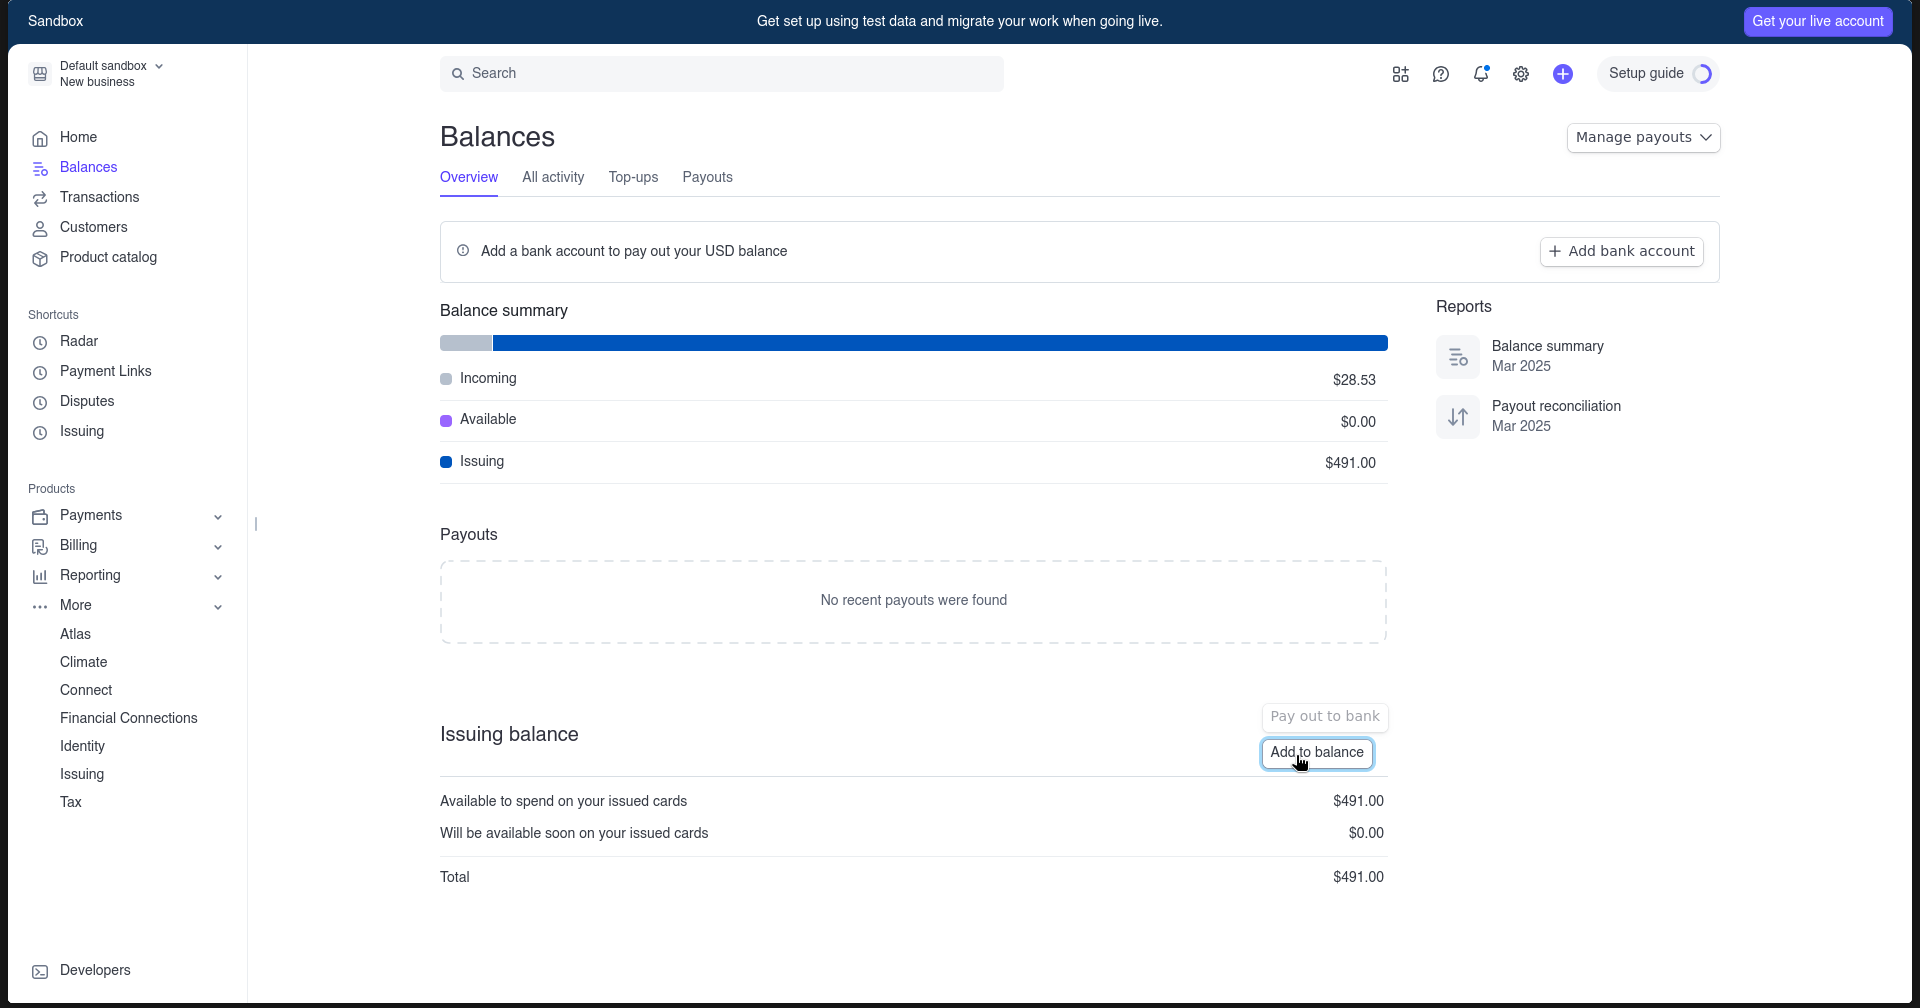 Sandbox
Get set up using test data and migrate your work when going live.
Get your live account
Default sandbox
New business
Search
Setup guide
Home
Balances
Transactions
Customers
Product catalog
Shortcuts
Radar
Payment Links
Disputes
Issuing
Products
Payments
Billing
Reporting
More
Atlas
Climate
Connect
Financial Connections
Identity
Issuing
Tax
Developers
Balances
Manage payouts
Overview All activity Top-ups Payouts
Add a bank account to pay out your USD balance
Add bank account
Balance summary
Incoming $28.53
Available $0.00
Issuing $491.00
Reports
Balance summary
Mar 2025
Payout reconciliation
Mar 2025
Payouts
No recent payouts were found
Issuing balance
Pay out to bank
Add to balance
Available to spend on your issued cards $491.00
Will be available soon on your issued cards $0.00
Total $491.00